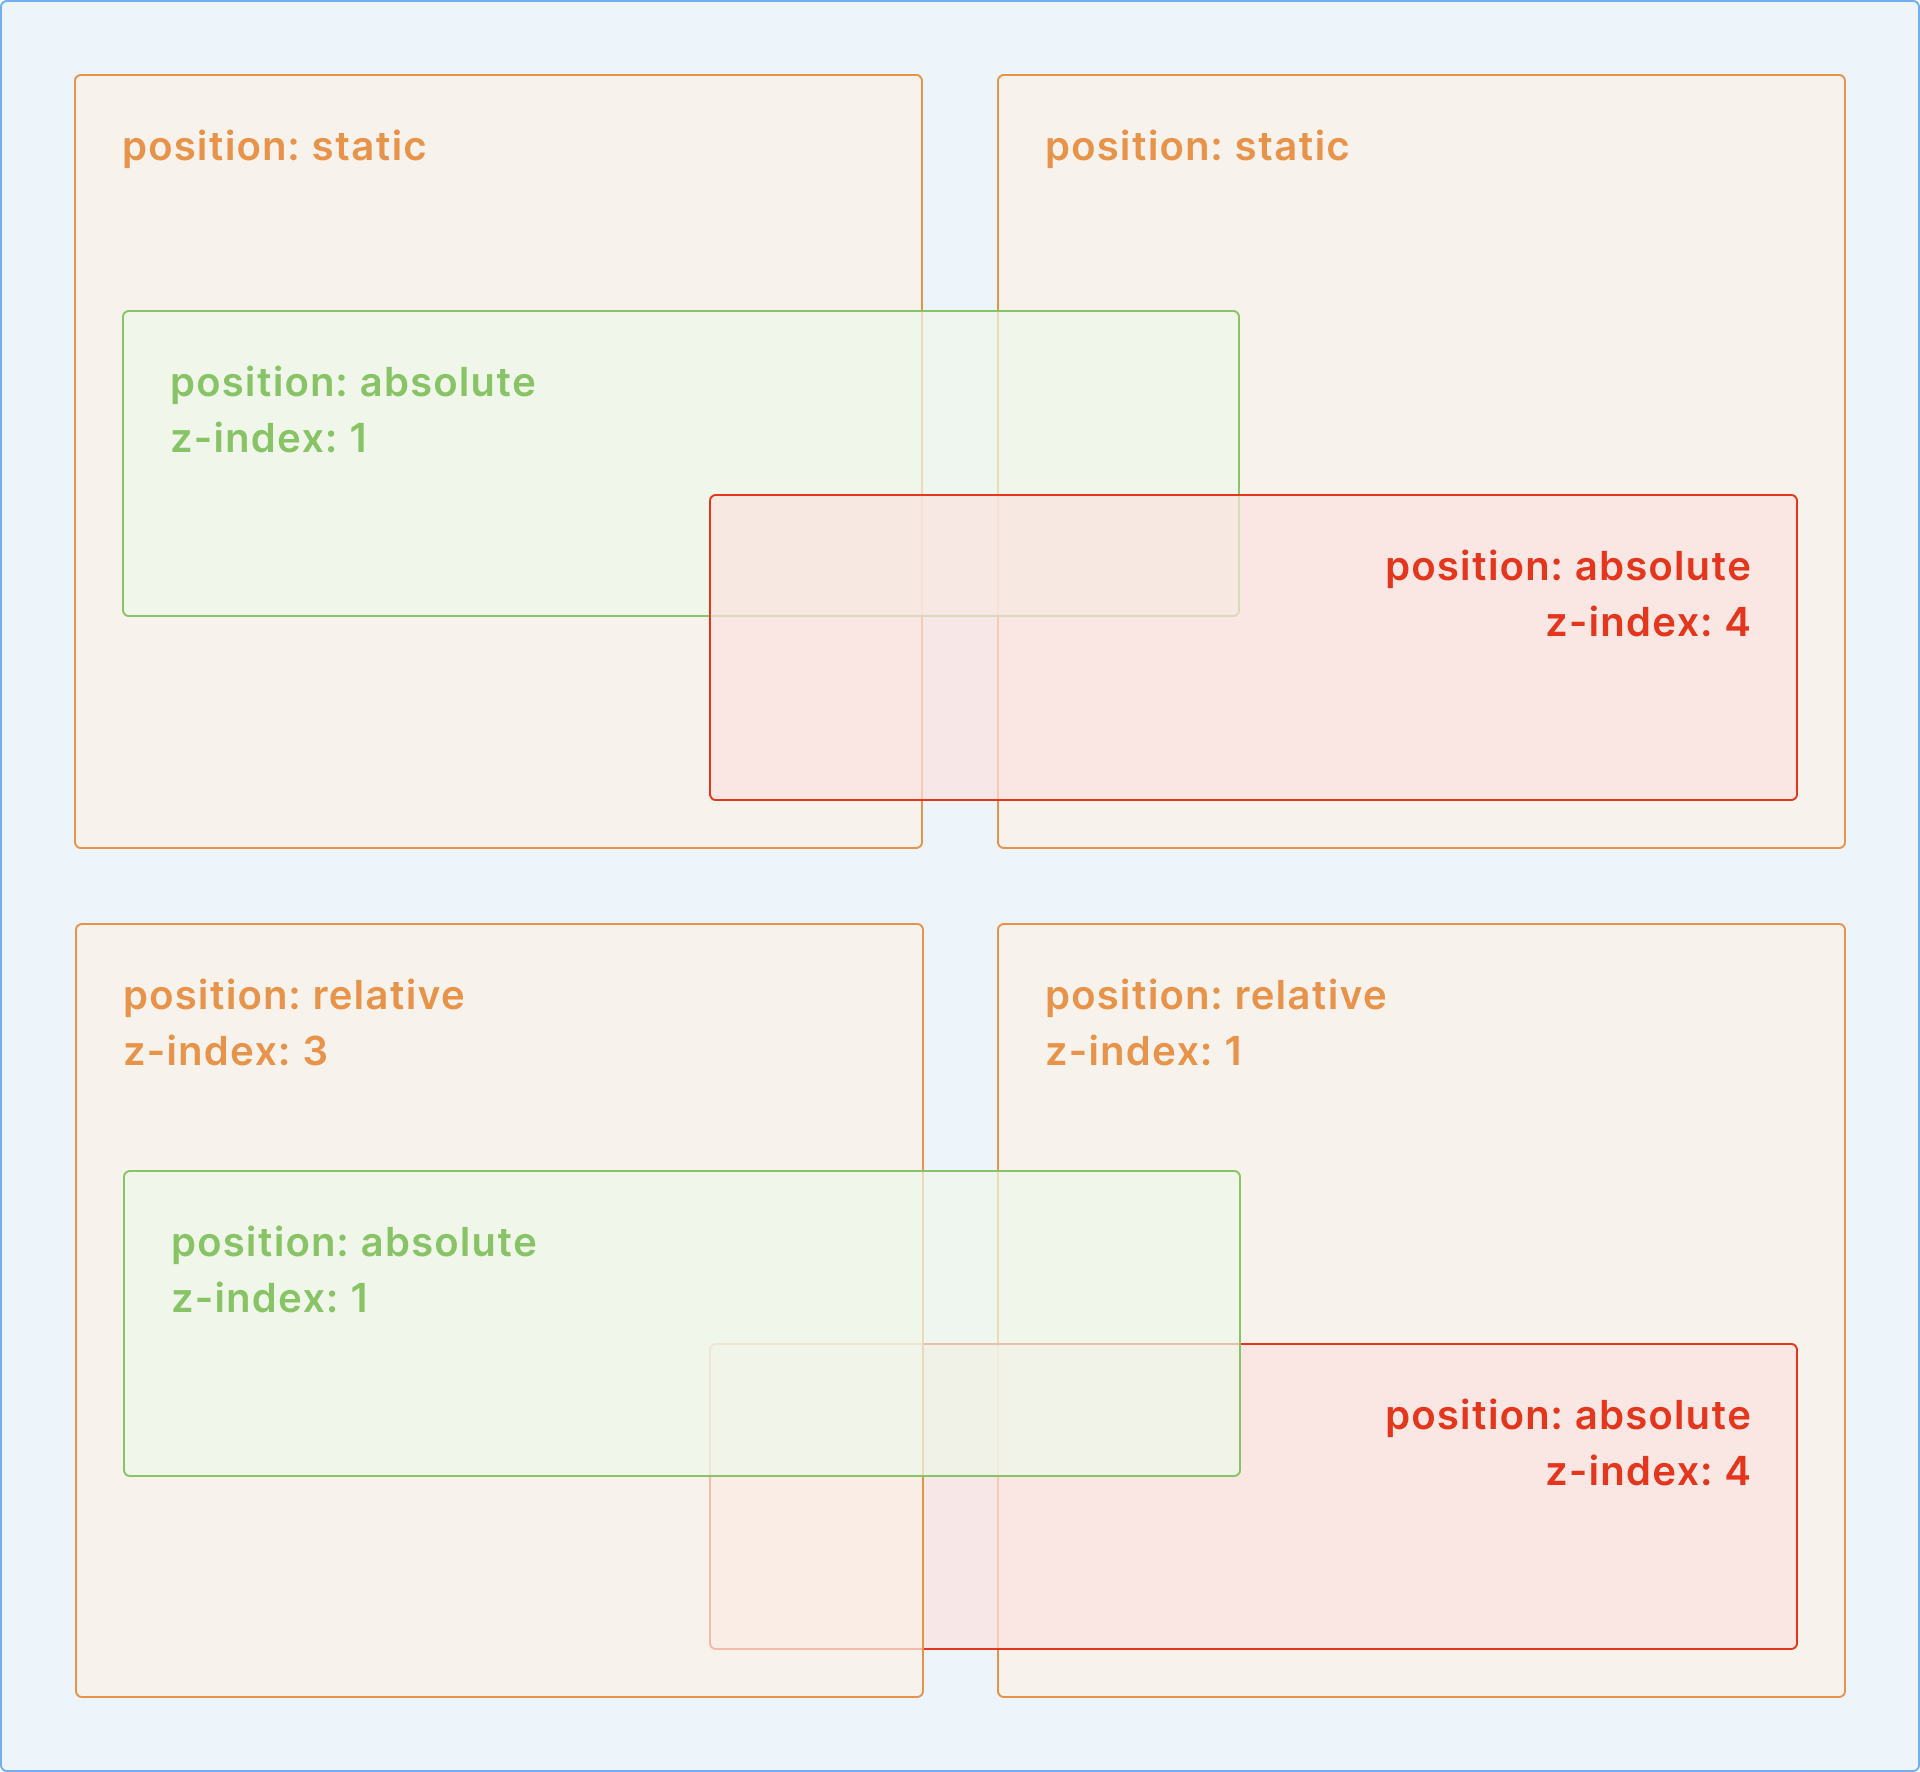 position: static
position: static
position: absolute
z-index: 1
position: absolute
z-index: 4
position: relative
z-index: 3
position: relative
z-index: 1
position: absolute
z-index: 1
position: absolute
z-index: 4